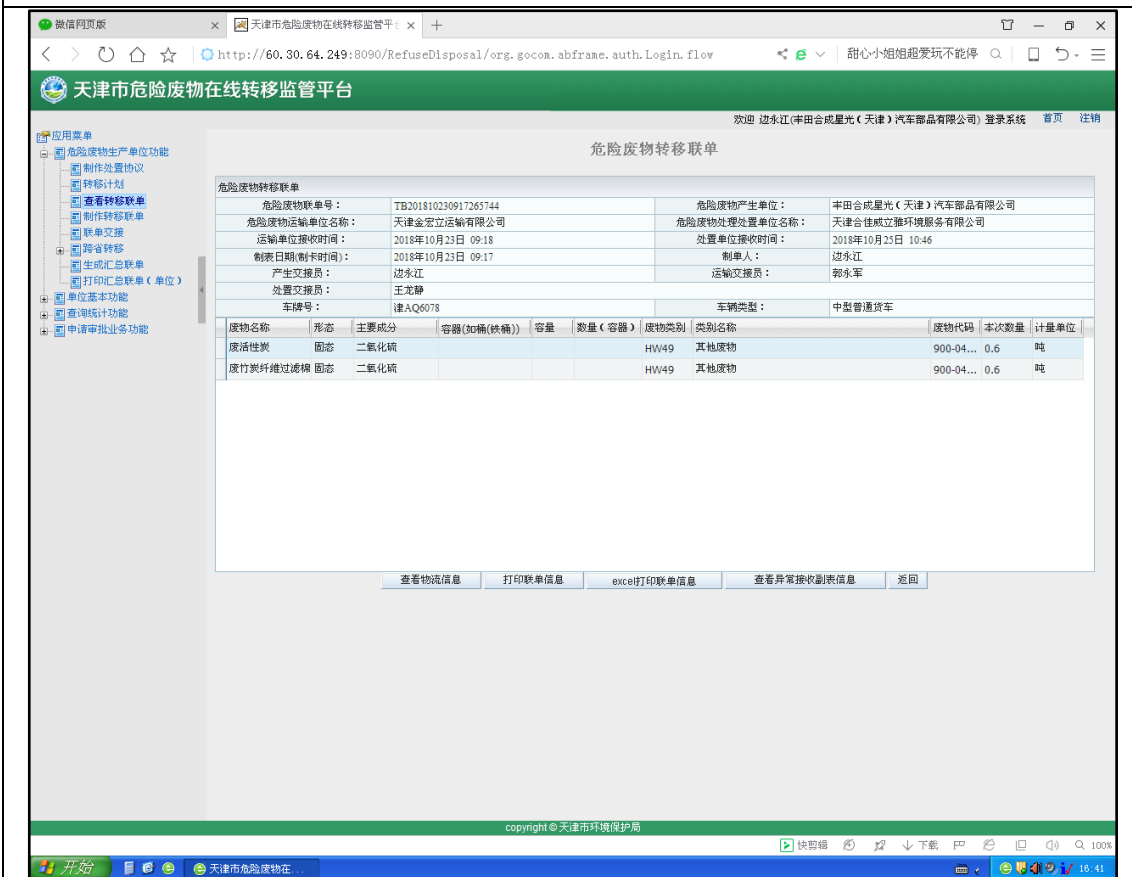 微信网页版 天津市危险废物在线转移监管平
http://60.30.64.249:8090/RefuseDisposal/org.gocom.abframe.auth.Login.flow 甜心小姐姐超爱玩不能停
天津市危险废物在线转移监管平台
欢迎 边永江(丰田合成星光(天津)汽车部品有限公司) 登录系统 首页 注销
应用菜单
危险废物生产单位功能
制作处置协议
转移计划
查看转移联单
制作转移联单
联单交接
跨省转移
生成汇总联单
打印汇总联单(单位)
单位基本功能
查询统计功能
申请审批业务功能
危险废物转移联单
危险废物转移联单
危险废物联单号: TB201810230917265744 危险废物产生单位: 丰田合成星光(天津)汽车部品有限公司
危险废物运输单位名称: 天津金宏立运输有限公司 危险废物处理处置单位名称: 天津合佳威立雅环境服务有限公司
运输单位接收时间: 2018年10月23日 09:18 处置单位接收时间: 2018年10月25日 10:46
制表日期(制卡时间): 2018年10月23日 09:17 制单人: 边永江
产生交接员: 边永江 运输交接员: 郭永军
处置交接员: 王龙静
车牌号: 津AQ6078 车辆类型: 中型普通货车
废物名称 形态 主要成分 容器(加桶(铁桶)) 容量 数量(容器) 废物类别 类别名称 废物代码 本次数量 计量单位
废活性炭 固态 二氧化硫 HW49 其他废物 900-04... 0.6 吨
废竹炭纤维过滤棉 固态 二氧化硫 HW49 其他废物 900-04... 0.6 吨
查看物流信息 打印联单信息 excel打印联单信息 查看异常接收副表信息 返回
copyright©天津市环境保护局
快剪辑 下载 100%
开始 天津市危险废物在... 16:41